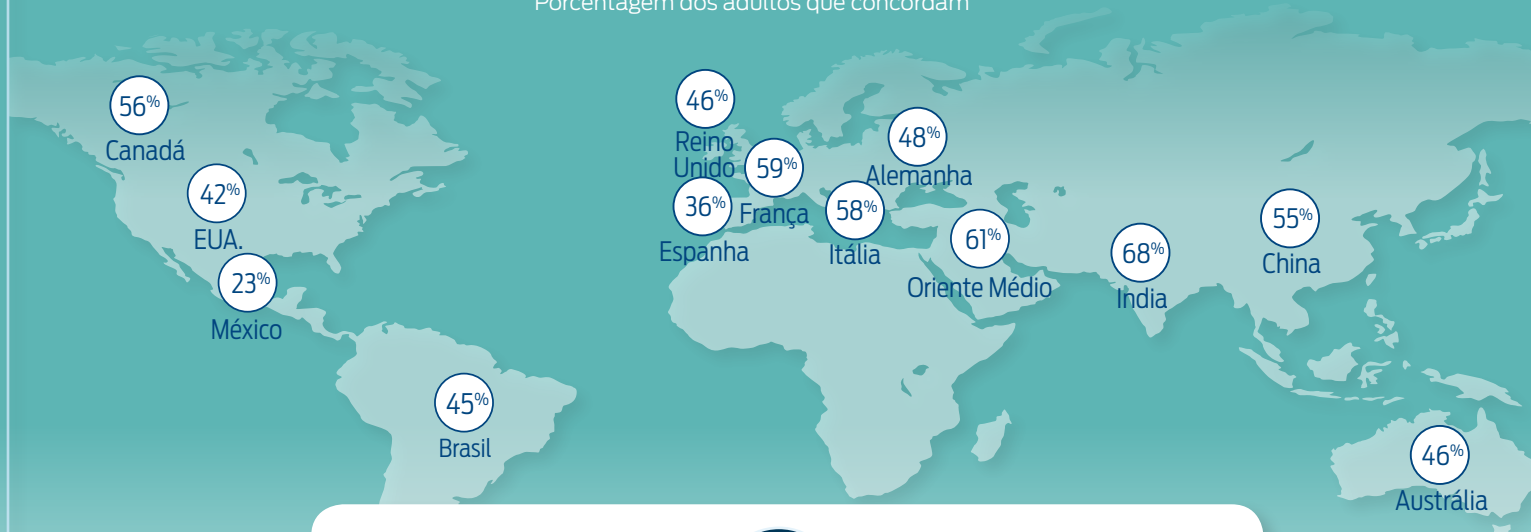 Porcentagem dos adultos que concordam
56%
Canadá
42%
EUA.
23%
México
45%
Brasil
46%
Reino
Unido
36%
Espanha
59%
França
48%
Alemanha
58%
Itália
61%
Oriente Médio
68%
India
55%
China
46%
Austrália